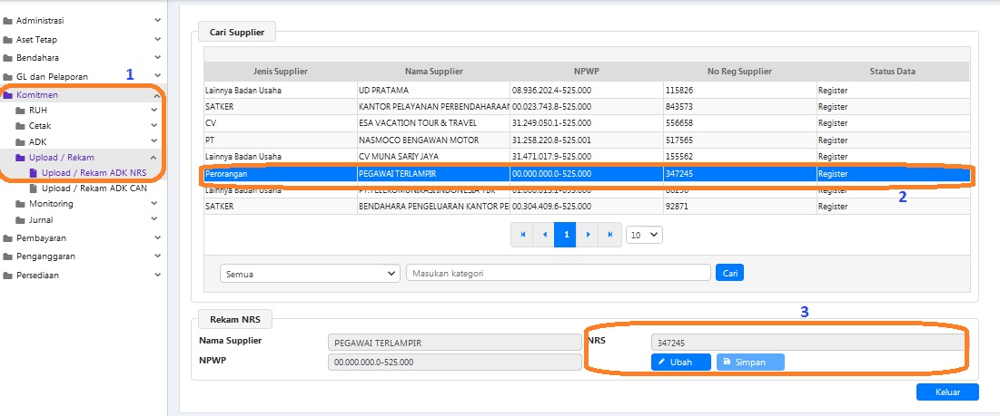 Administrasi
Aset Tetap
Bendahara
GL dan Pelaporan
1
Komitmen
RUH
Cetak
ADK
Upload / Rekam
Upload / Rekam ADK NRS
Upload / Rekam ADK CAN
Monitoring
Jurnal
Pembayaran
Penganggaran
Persediaan
Cari Supplier
Jenis Supplier Nama Supplier NPWP No Reg Supplier Status Data
Lainnya Badan Usaha UD PRATAMA 08.936.202.4-525.000 115826 Register
SATKER KANTOR PELAYANAN PERBENDAHARAAN 00.023.743.8-525.000 843573 Register
CV ESA VACATION TOUR & TRAVEL 31.249.050.1-525.000 556658 Register
PT NASMOCO BENGAWAN MOTOR 31.258.220.8-525.001 517565 Register
Lainnya Badan Usaha CV MUNA SARIY JAYA 31.471.017.9-525.000 155562 Register
Perorangan PEGAWAI TERLAMPIR 00.000.000.0-525.000 347245 Register
2
Lainnya Badan Usaha PT.TELEKOMUNIKASI INDONESIA Tbk Register
SATKER BENDAHARA PENGELUARAN KANTOR PE 00.304.409.6-525.000 92871 Register
1 10
Semua Masukan kategori Cari
3
Rekam NRS
Nama Supplier PEGAWAI TERLAMPIR NRS 347245
NPWP 00.000.000.0-525.000 Ubah Simpan
Keluar